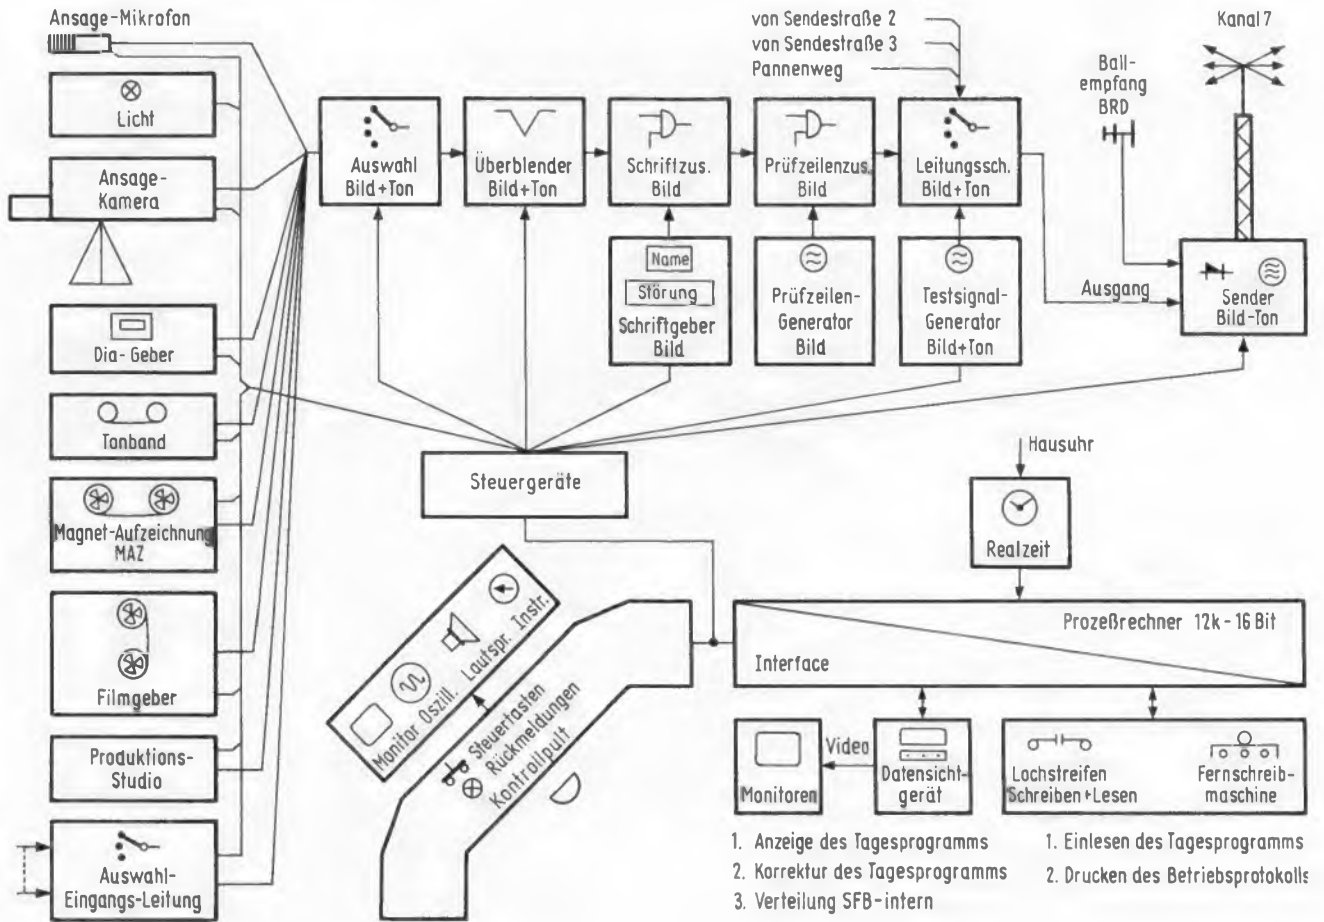 Ansage-Mikrofon
Licht
Ansage-
Kamera
Dia-Geber
Tonband
Magnet-Aufzeichnung
MAZ
Filmgeber
Produktions-
Studio
Auswahl-
Eingangs-Leitung
Auswahl
Bild+Ton
Überblender
Bild+Ton
Schriftzus.
Bild
Prüfzeilenzus.
Bild
von Sendestraße 2
von Sendestraße 3
Pannenweg
Leitungssch.
Bild+Ton
Name
Störung
Schriftgeber
Bild
Prüfzeilen-
Generator
Bild
Testsignal-
Generator
Bild+Ton
Ball-
empfang
BRD
Kanal 7
Ausgang
Sender
Bild-Ton
Steuergeräte
Hausuhr
Realzeit
Prozeßrechner 12k-16 Bit
Interface
Monitor Oszill. Lautspr. Instr.
Steuertasten
Rückmeldungen
Kontrollpult
Monitoren
Video
Datensicht-
gerät
Lochstreifen
Schreiben+Lesen
Fernschreib-
maschine
1. Anzeige des Tagesprogramms
2. Korrektur des Tagesprogramms
3. Verteilung SFB-intern
1. Einlesen des Tagesprogramms
2. Drucken des Betriebsprotokolls